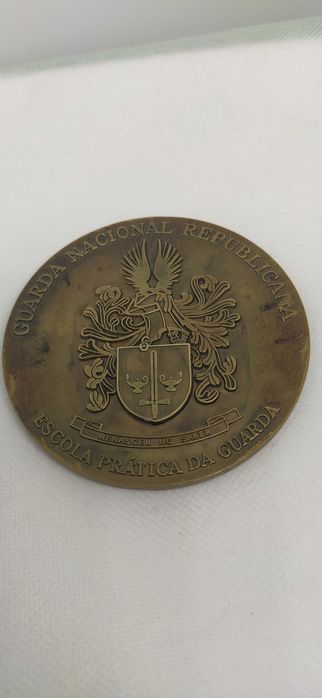 GUARDA NACIONAL REPUBLICANA
RENASCER NO SABER
ESCOLA PRÁTICA DA GUARDA